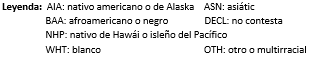 Leyenda: AIA: nativo americano o de Alaska ASN: asiátic
BAA: afroamericano o negro DECL: no contesta
NHP: nativo de Hawái o isleño del Pacífico
WHT: blanco OTH: otro o multirracial